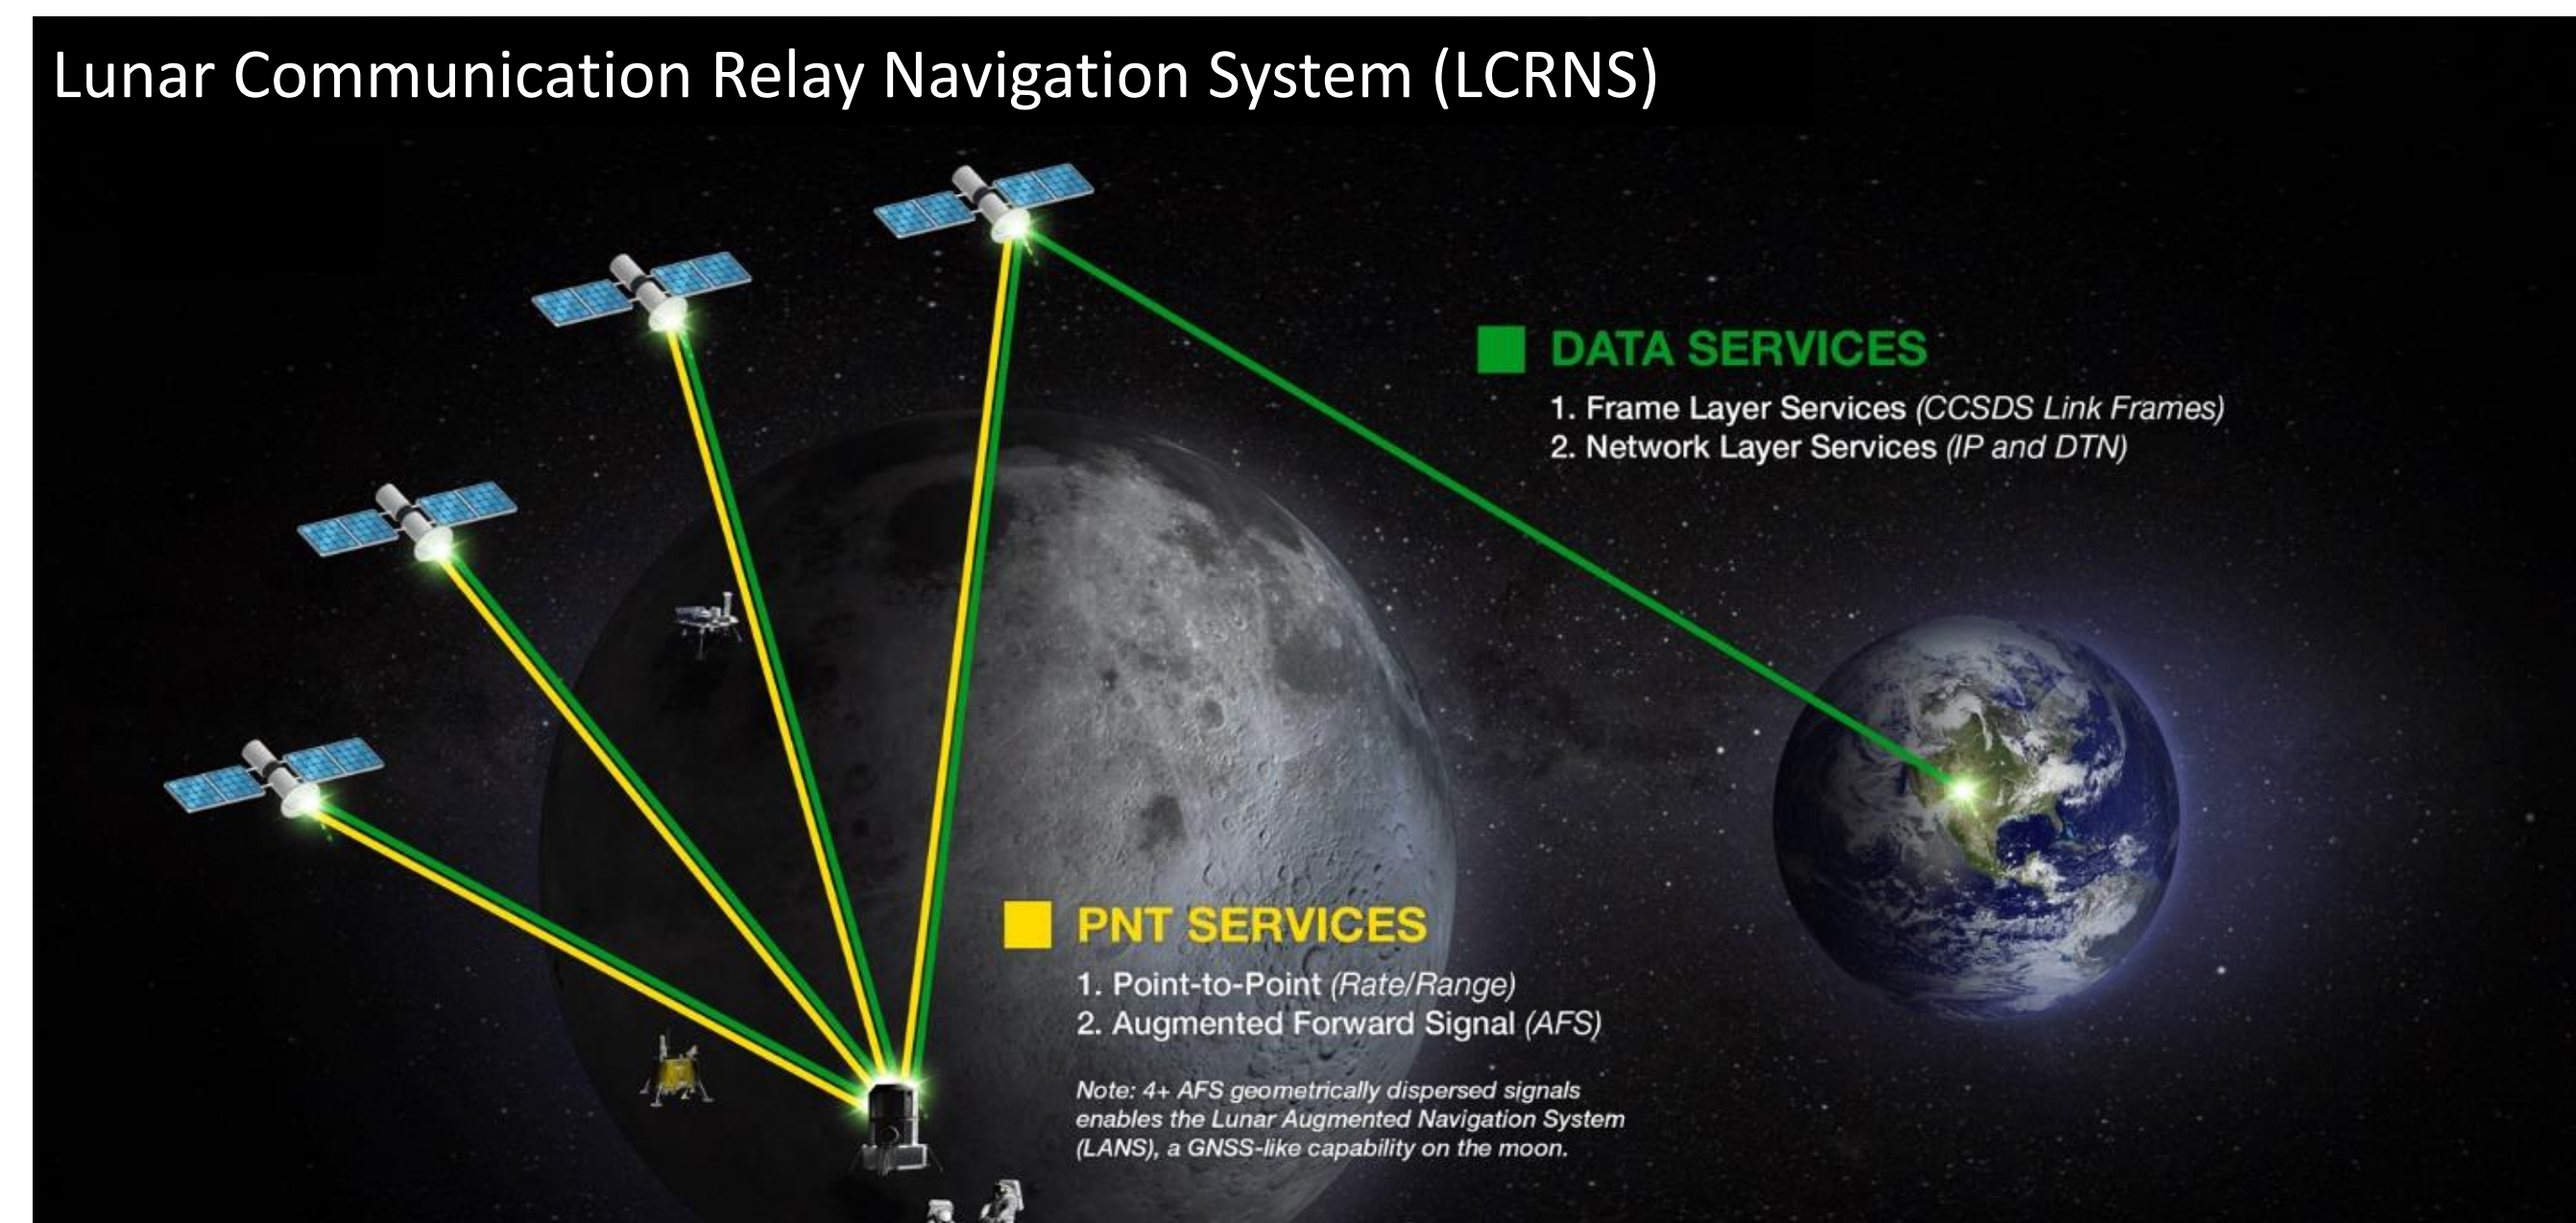 Lunar Communication Relay Navigation System (LCRNS)
DATA SERVICES
1. Frame Layer Services (CCSDS Link Frames)
2. Network Layer Services (IP and DTN)
PNT SERVICES
1. Point-to-Point (Rate/Range)
2. Augmented Forward Signal (AFS)
Note: 4+ AFS geometrically dispersed signals
enables the Lunar Augmented Navigation System
(LANS), a GNSS-like capability on the moon.